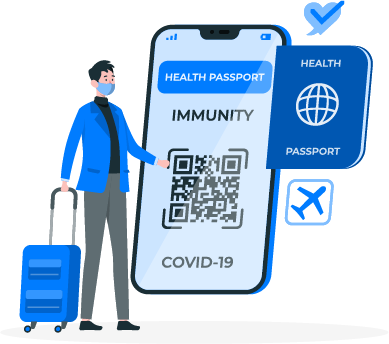 HEALTH PASSPORT
IMMUNITY
COVID-19
HEALTH
PASSPORT